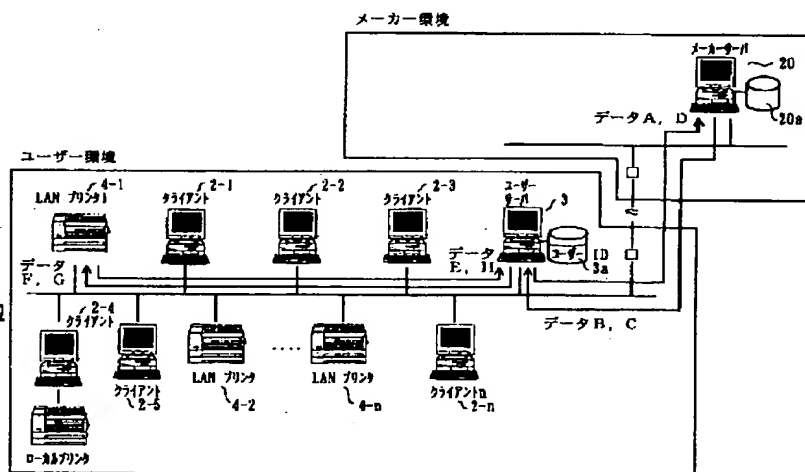 メーカー環境
メーカーサーバ
20
20a
データA, D
ユーザー環境
4-1
LAN プリンタ1
2-1
クライアント
2-2
クライアント
2-3
クライアント
ユーザー
サーバ
3
ユーザー ID
3a
データ
F, G
データ
E, H
データB, C
2-4
クライアント
クライアント
2-5
LAN プリンタ
4-2
....
LAN プリンタ
4-n
クライアントn
2-n
ローカルプリンタ